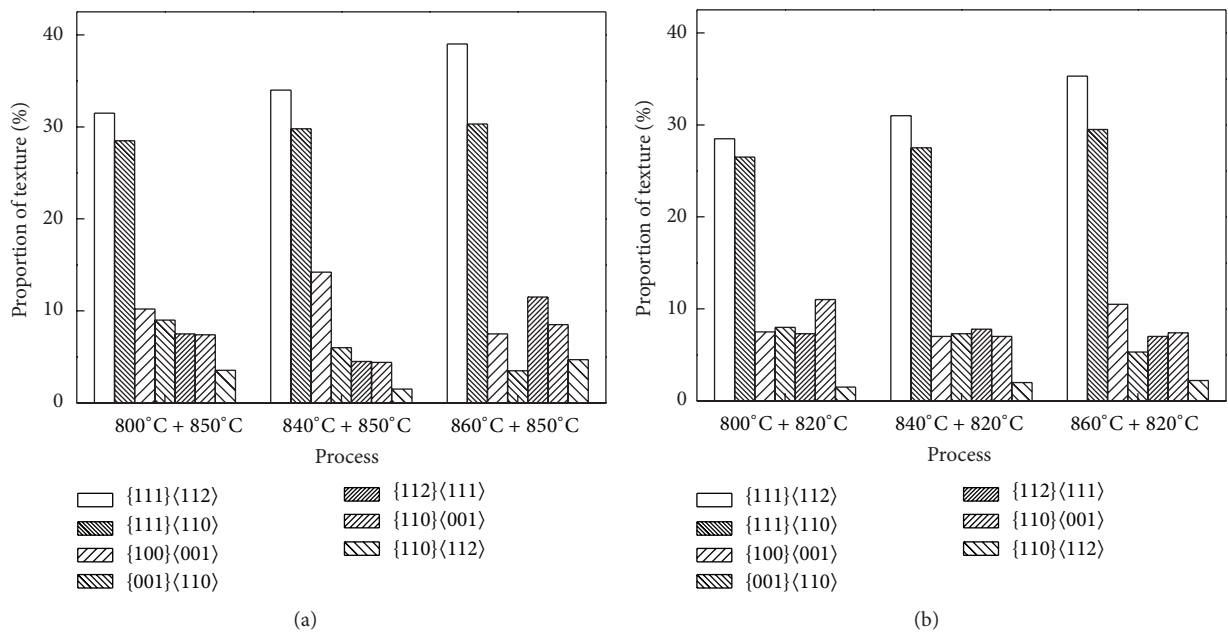 40
30
20
10
0
Proportion of texture (%)
800°C + 850°C
840°C + 850°C
860°C + 850°C
Process
{111}⟨112⟩
{111}⟨110⟩
{100}⟨001⟩
{001}⟨110⟩
{112}⟨111⟩
{110}⟨001⟩
{110}⟨112⟩
(a)
40
30
20
10
0
Proportion of texture (%)
800°C + 820°C
840°C + 820°C
860°C + 820°C
Process
{111}⟨112⟩
{111}⟨110⟩
{100}⟨001⟩
{001}⟨110⟩
{112}⟨111⟩
{110}⟨001⟩
{110}⟨112⟩
(b)